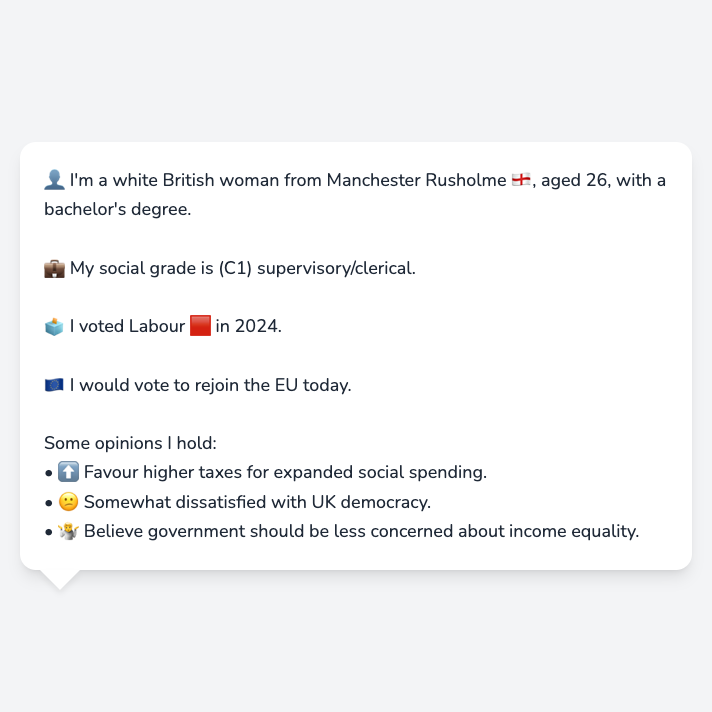 👤 I'm a white British woman from Manchester Rusholme 🏴󠁧󠁢󠁥󠁮󠁧󠁿, aged 26, with a
bachelor's degree.
💼 My social grade is (C1) supervisory/clerical.
🗳️ I voted Labour 🟥 in 2024.
🇪🇺 I would vote to rejoin the EU today.
Some opinions I hold:
• ⬆️ Favour higher taxes for expanded social spending.
• 🙁 Somewhat dissatisfied with UK democracy.
• 🤷‍♀️ Believe government should be less concerned about income equality.